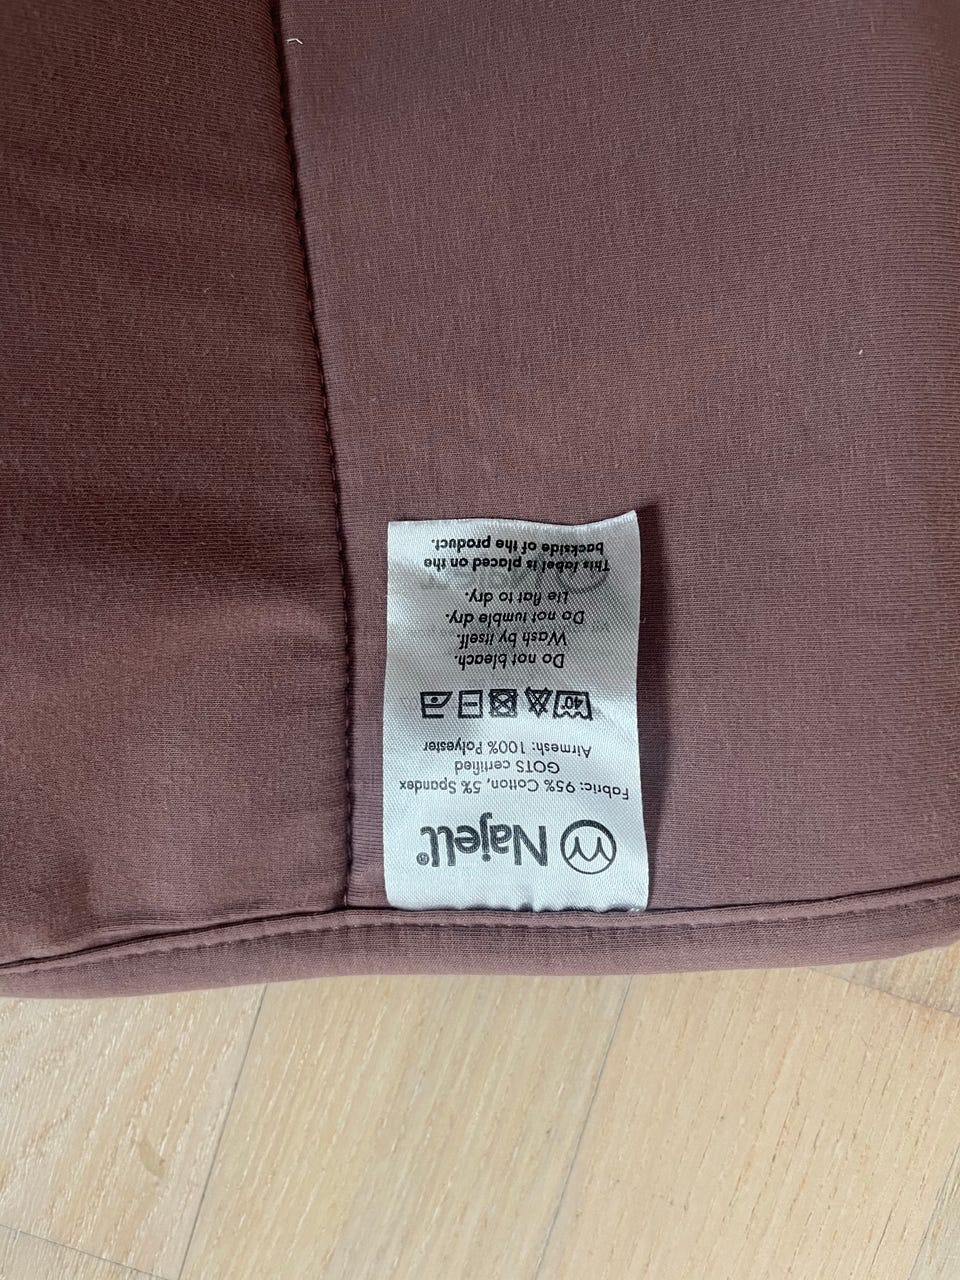 Najell®
Fabric: 95% Cotton, 5% Spandex
GOTS certified
Airmesh: 100% Polyester
40°
Do not bleach.
Wash by itself.
Do not tumble dry.
Lie flat to dry.
This label is placed on the
backside of the product.